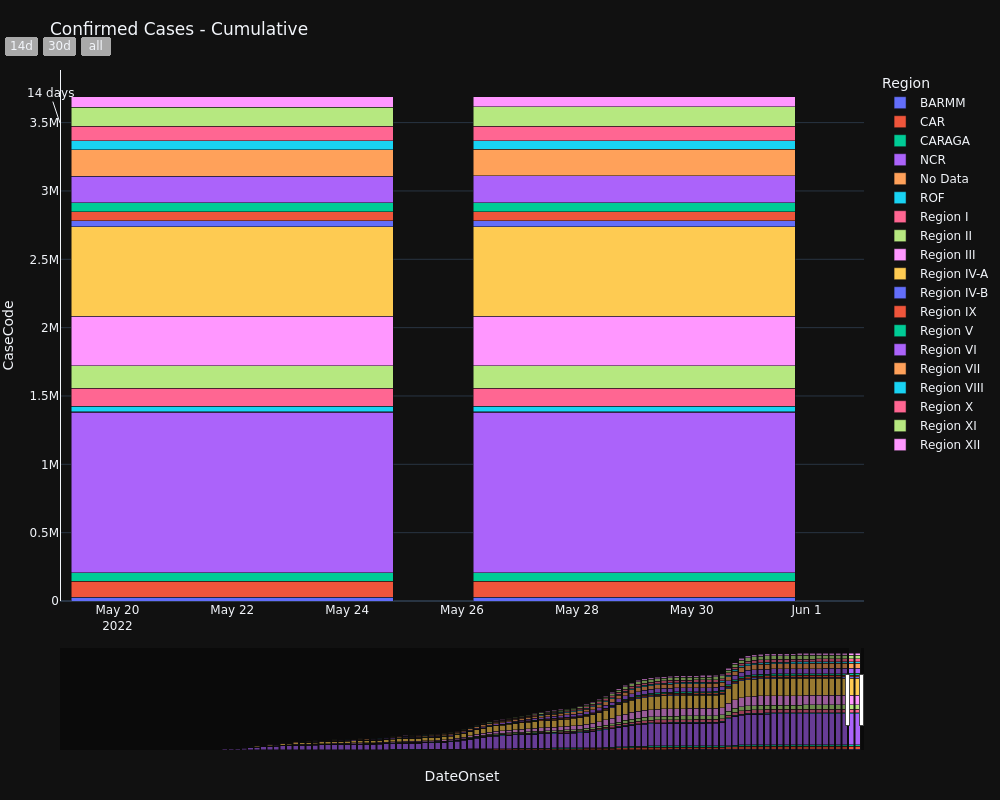 Confirmed Cases - Cumulative
14d
30d
all
14 days
3.5M
3M
2.5M
2M
1.5M
1M
0.5M
0
CaseCode
May 20
2022
May 22
May 24
May 26
May 28
May 30
Jun 1
DateOnset
Region
BARMM
CAR
CARAGA
NCR
No Data
ROF
Region I
Region II
Region III
Region IV-A
Region IV-B
Region IX
Region V
Region VI
Region VII
Region VIII
Region X
Region XI
Region XII